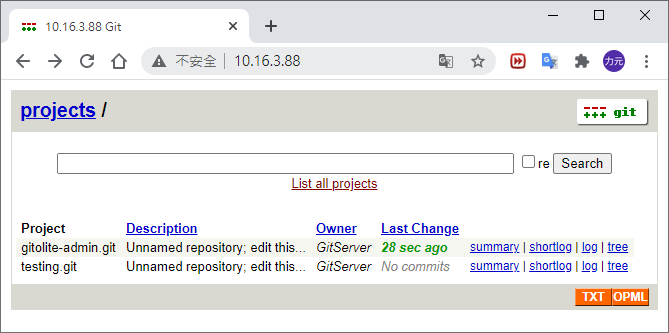 10.16.3.88 Git
不安全 | 10.16.3.88
力元
projects /
git
re Search
List all projects
Project Description Owner Last Change
gitolite-admin.git Unnamed repository; edit this... GitServer 28 sec ago summary | shortlog | log | tree
testing.git Unnamed repository; edit this... GitServer No commits summary | shortlog | log | tree
TXT OPML